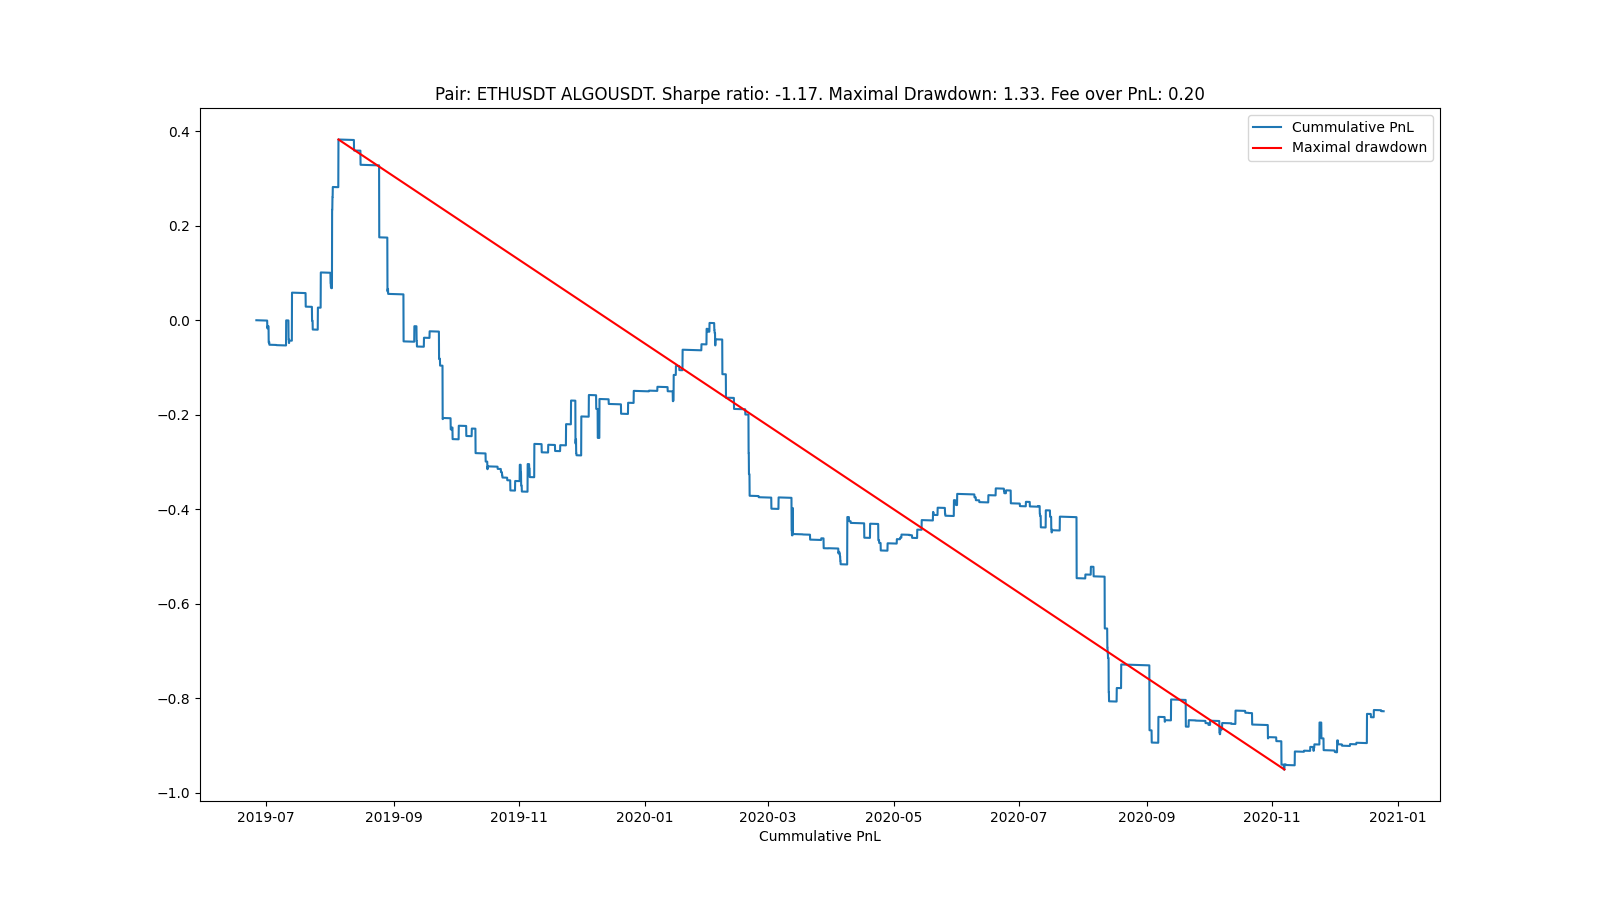 Pair: ETHUSDT ALGOUSDT. Sharpe ratio: -1.17. Maximal Drawdown: 1.33. Fee over PnL: 0.20
Cummulative PnL
Maximal drawdown
0.4
0.2
0.0
−0.2
−0.4
−0.6
−0.8
−1.0
2019-07 2019-09 2019-11 2020-01 2020-03 2020-05 2020-07 2020-09 2020-11 2021-01
Cummulative PnL